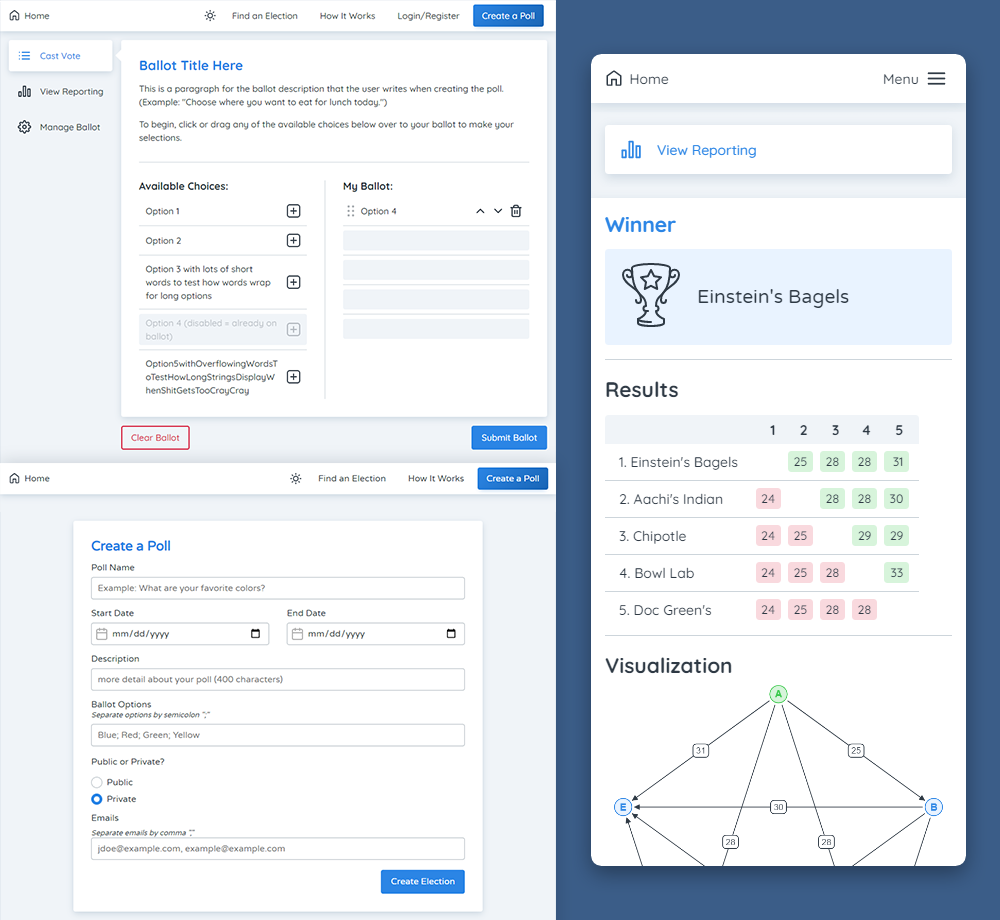 Home
Find an Election
How It Works
Login/Register
Create a Poll
Cast Vote
View Reporting
Manage Ballot
Ballot Title Here
This is a paragraph for the ballot description that the user writes when creating the poll.
(Example: "Choose where you want to eat for lunch today.")
To begin, click or drag any of the available choices below over to your ballot to make your
selections.
Available Choices:
Option 1
Option 2
Option 3 with lots of short
words to test how words wrap
for long options
Option 4 (disabled = already on
ballot)
Option5withOverflowingWordsT
oTestHowLongStringsDisplayW
henShitGetsTooCrayCray
My Ballot:
Option 4
Clear Ballot
Submit Ballot
Home
Find an Election
How It Works
Create a Poll
Create a Poll
Poll Name
Example: What are your favorite colors?
Start Date
End Date
mm/dd/yyyy
mm/dd/yyyy
Description
more detail about your poll (400 characters)
Ballot Options
Separate options by semicolon ";"
Blue; Red; Green; Yellow
Public or Private?
Public
Private
Emails
Separate emails by comma ","
jdoe@example.com, example@example.com
Create Election
Home
Menu
View Reporting
Winner
Einstein's Bagels
Results
1 2 3 4 5
1. Einstein's Bagels 25 28 28 31
2. Aachi's Indian 24 28 28 30
3. Chipotle 24 25 29 29
4. Bowl Lab 24 25 28 33
5. Doc Green's 24 25 28 28
Visualization
A
31
25
E
30
B
28
28